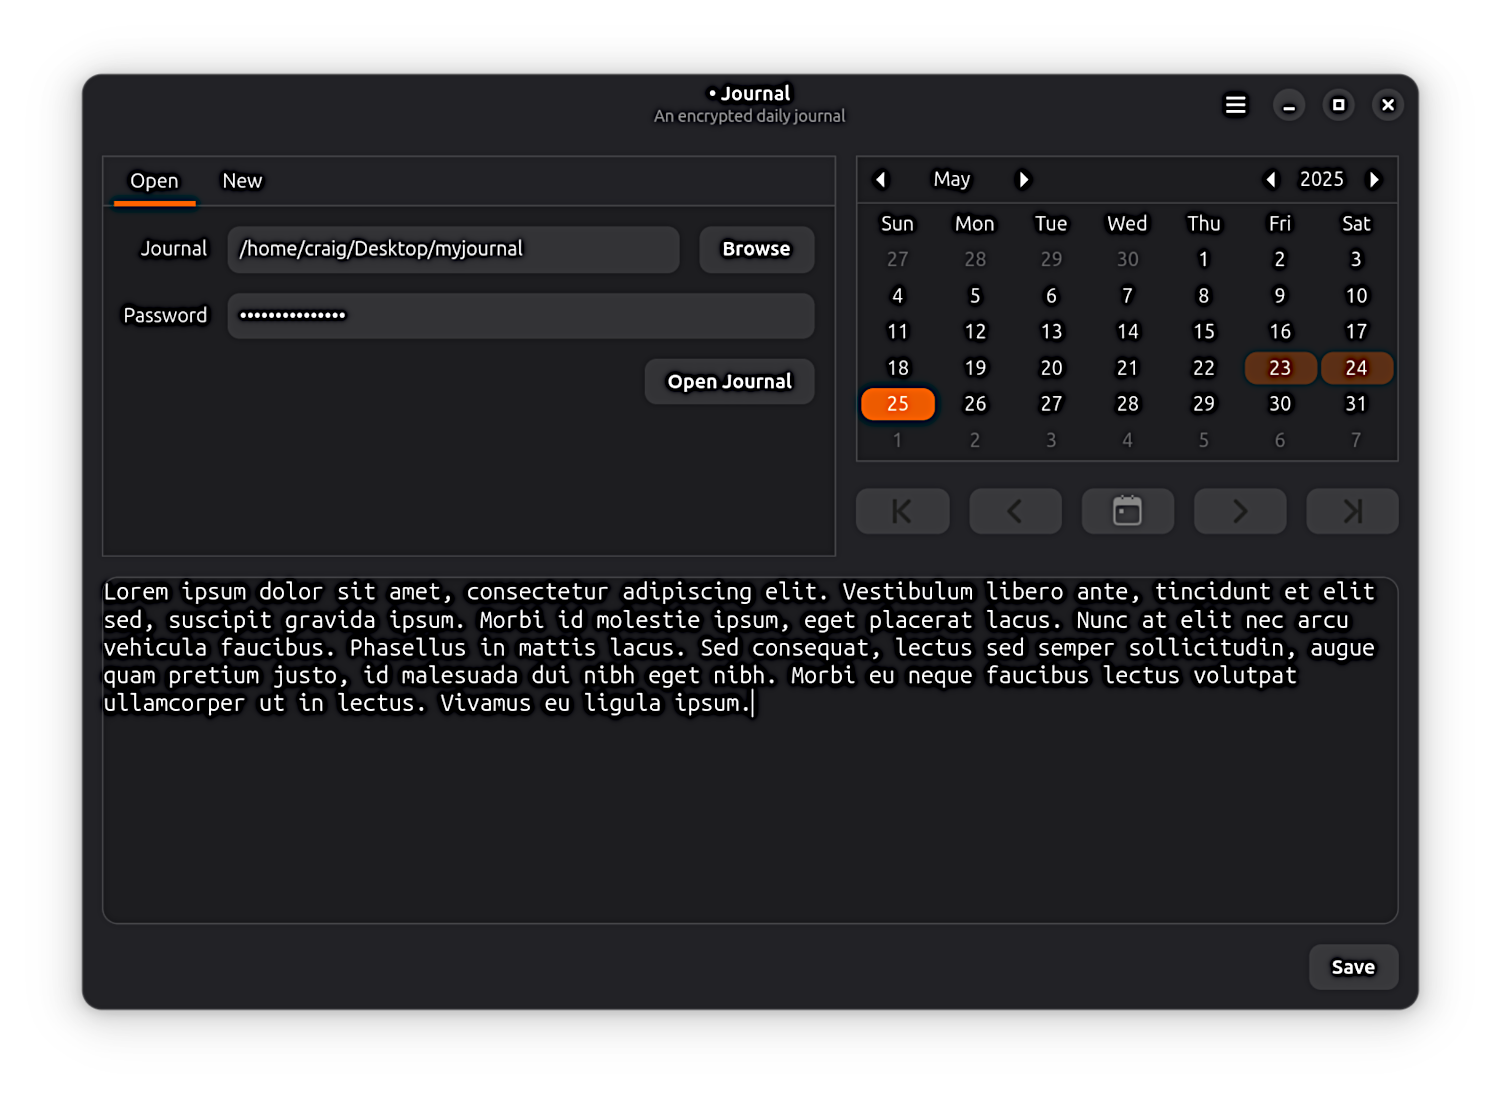 • Journal
An encrypted daily journal
Open New
Journal /home/craig/Desktop/myjournal Browse
Password •••••••••••••••
Open Journal
May 2025
Sun Mon Tue Wed Thu Fri Sat
27 28 29 30 1 2 3
4 5 6 7 8 9 10
11 12 13 14 15 16 17
18 19 20 21 22 23 24
25 26 27 28 29 30 31
1 2 3 4 5 6 7
Lorem ipsum dolor sit amet, consectetur adipiscing elit. Vestibulum libero ante, tincidunt et elit
sed, suscipit gravida ipsum. Morbi id molestie ipsum, eget placerat lacus. Nunc at elit nec arcu
vehicula faucibus. Phasellus in mattis lacus. Sed consequat, lectus sed semper sollicitudin, augue
quam pretium justo, id malesuada dui nibh eget nibh. Morbi eu neque faucibus lectus volutpat
ullamcorper ut in lectus. Vivamus eu ligula ipsum.
Save